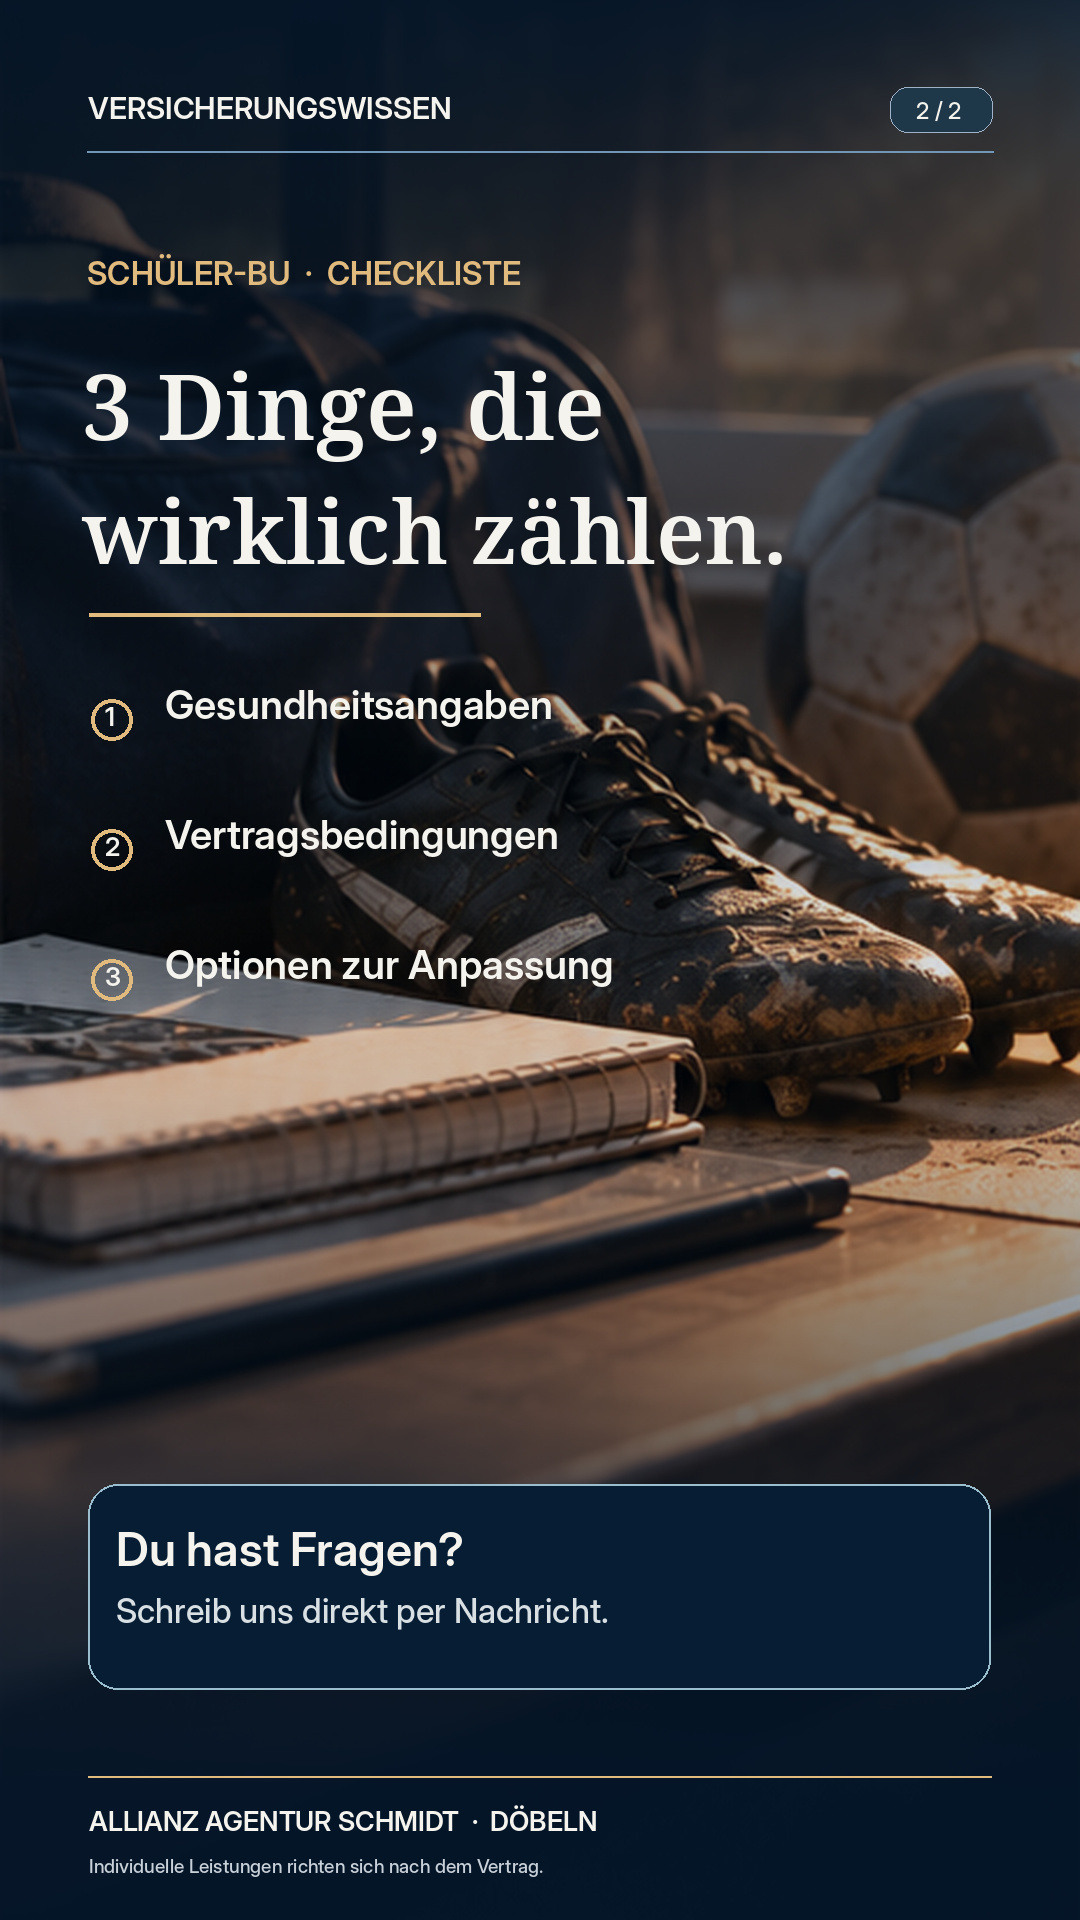 VERSICHERUNGSWISSEN
2 / 2
SCHÜLER-BU · CHECKLISTE
3 Dinge, die
wirklich zählen.
1 Gesundheitsangaben
2 Vertragsbedingungen
3 Optionen zur Anpassung
Du hast Fragen?
Schreib uns direkt per Nachricht.
ALLIANZ AGENTUR SCHMIDT · DÖBELN
Individuelle Leistungen richten sich nach dem Vertrag.